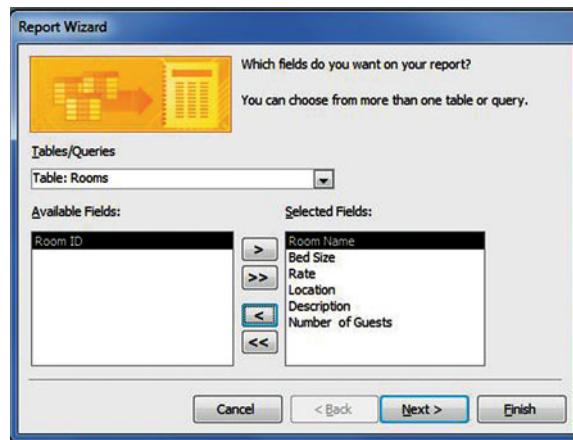 Report Wizard
Which fields do you want on your report?
You can choose from more than one table or query.
Tables/Queries
Table: Rooms
Available Fields:
Selected Fields:
Room ID
>
>>
<
<<
Room Name
Bed Size
Rate
Location
Description
Number of Guests
Cancel
< Back
Next >
Finish